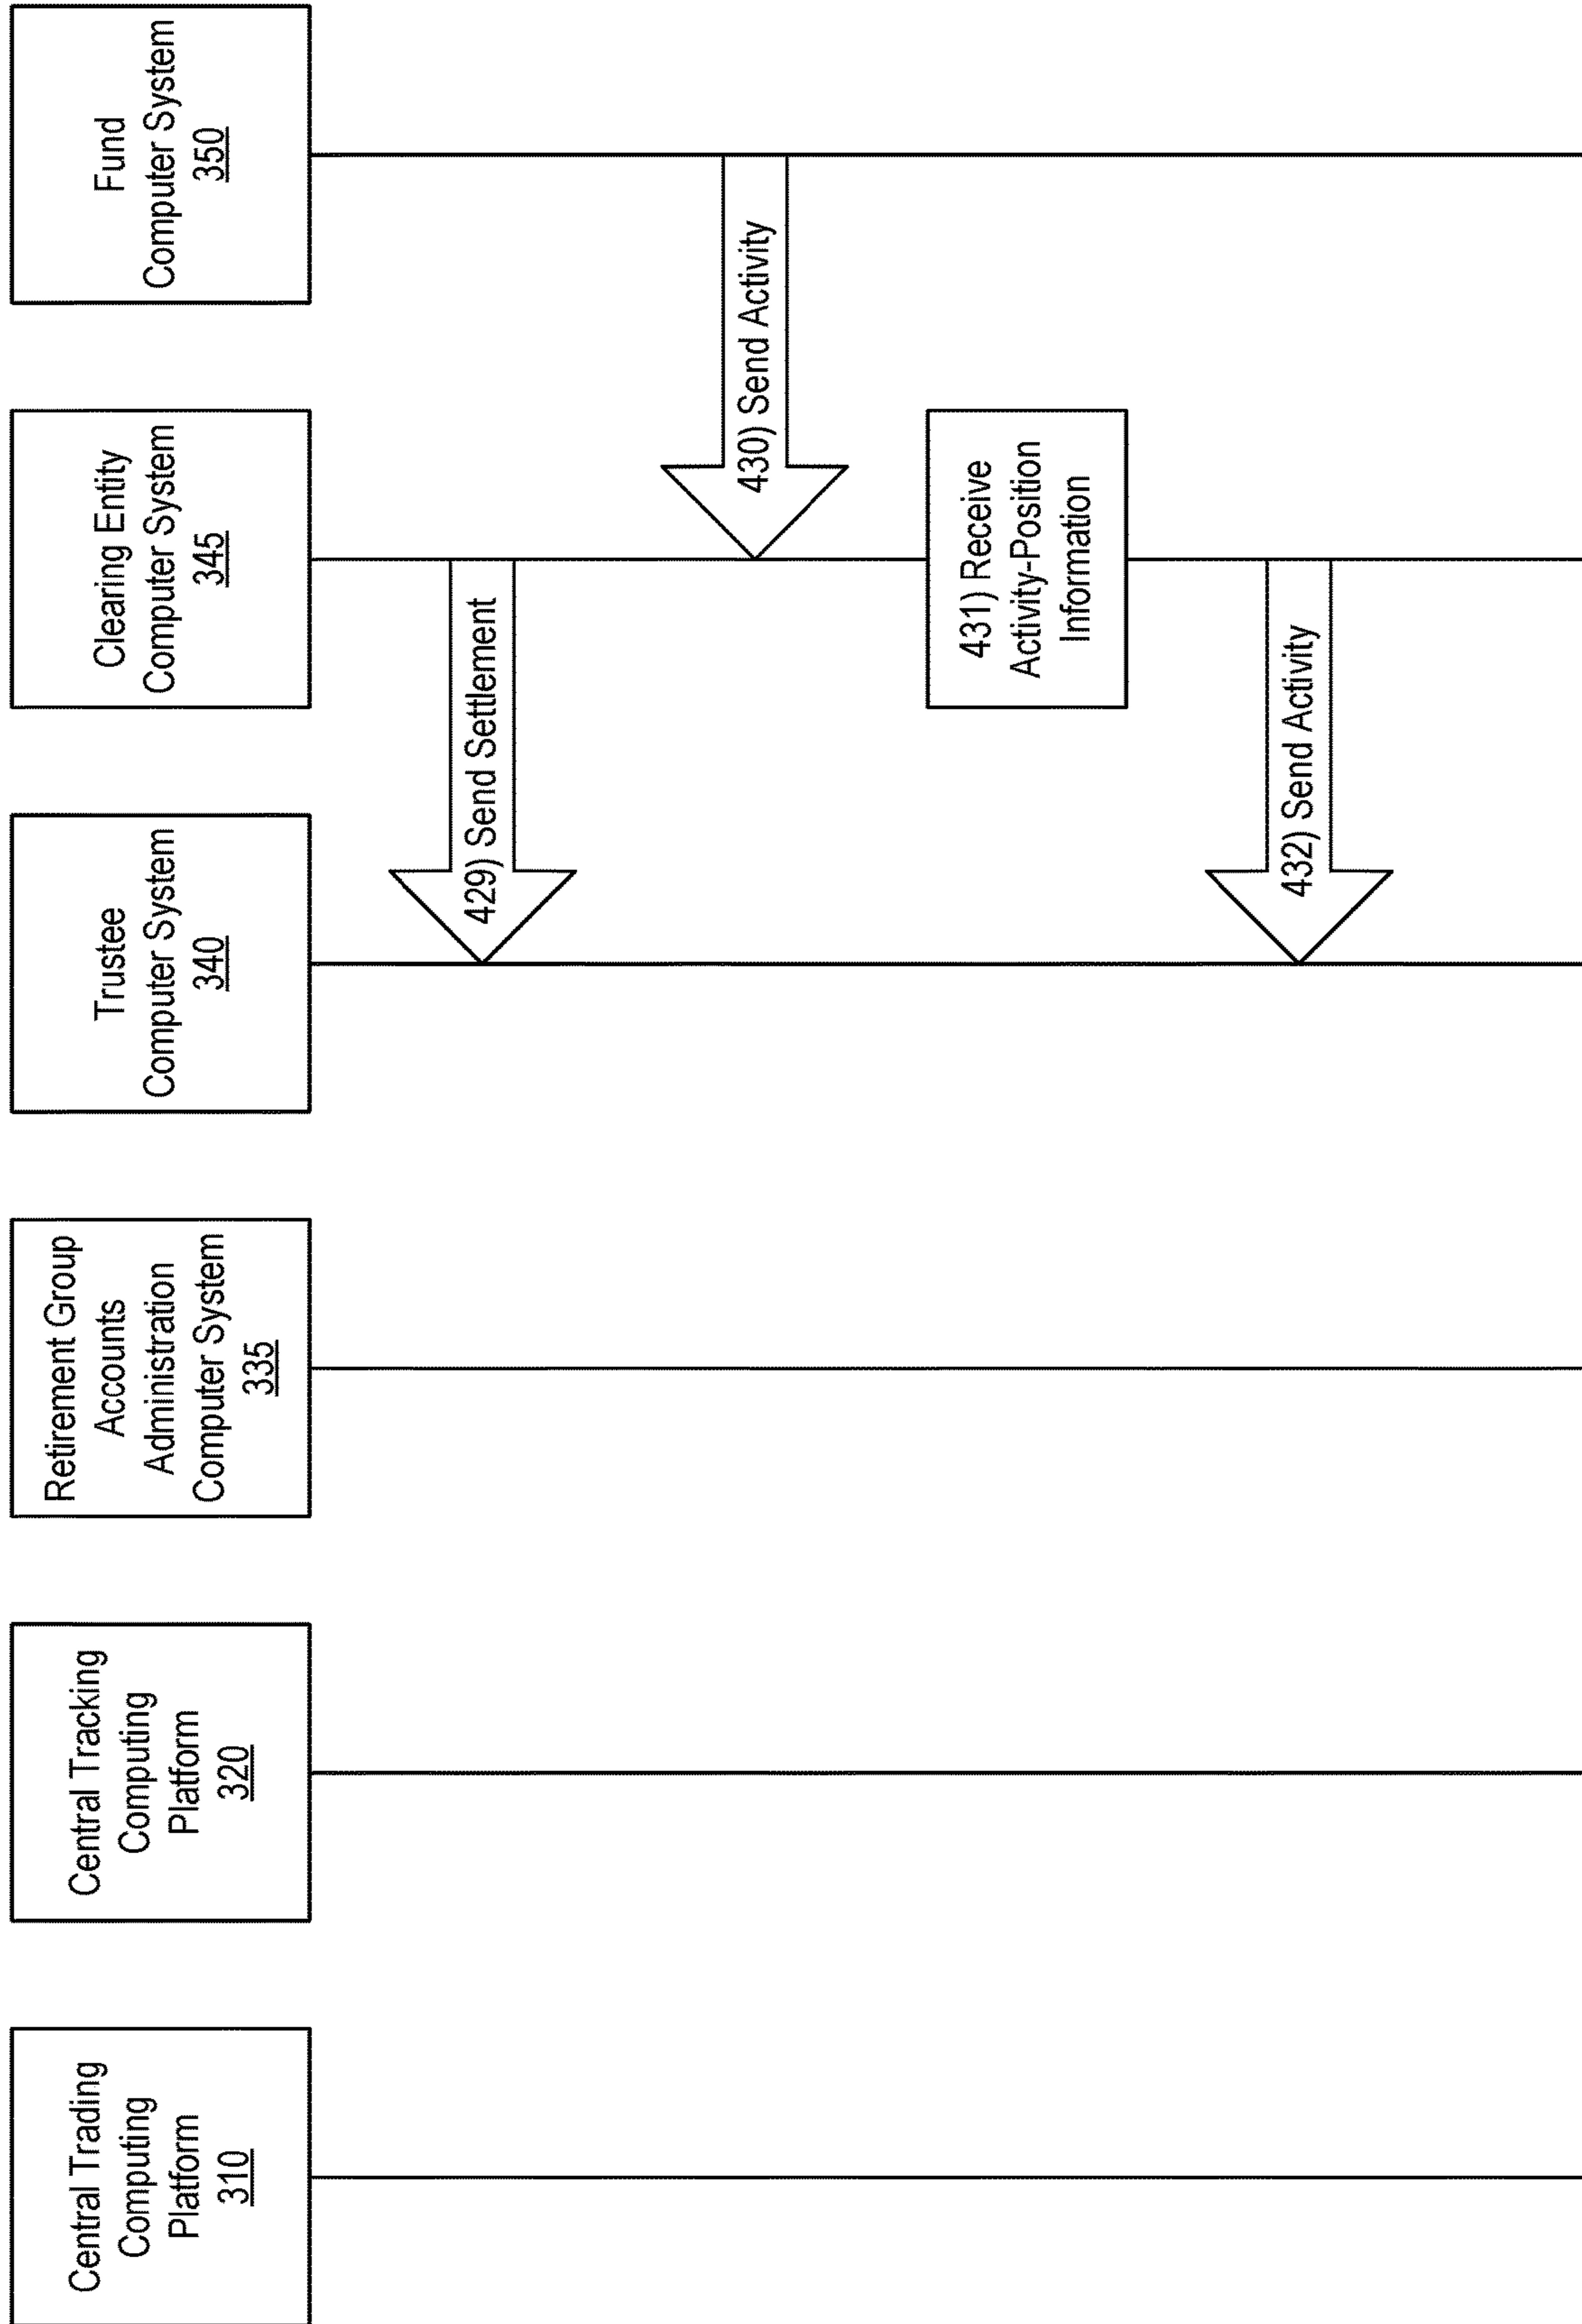 Central Trading
Computing
Platform
310
Central Tracking
Computing
Platform
320
Retirement Group
Accounts
Administration
Computer System
335
Trustee
Computer System
340
Clearing Entity
Computer System
345
Fund
Computer System
350
429) Send Settlement
430) Send Activity
431) Receive
Activity-Position
Information
432) Send Activity